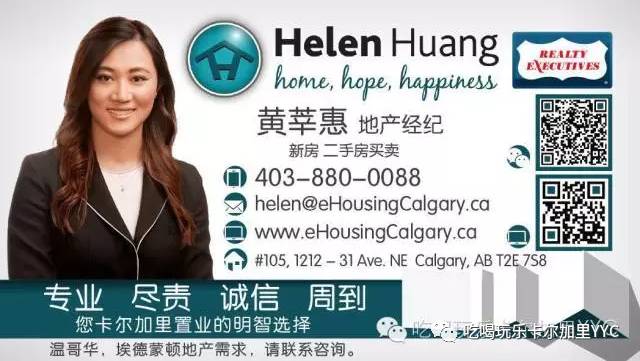 Helen Huang
home, hope, happiness
REALTY
EXECUTIVES
黄莘惠 地产经纪
新房 二手房买卖
403-880-0088
helen@eHousingCalgary.ca
www.eHousingCalgary.ca
#105, 1212 – 31 Ave. NE Calgary, AB T2E 7S8
专业 尽责 诚信 周到
您卡尔加里置业的明智选择
温哥华，埃德蒙顿地产需求，请联系咨询。
吃喝玩乐卡尔加里YYC